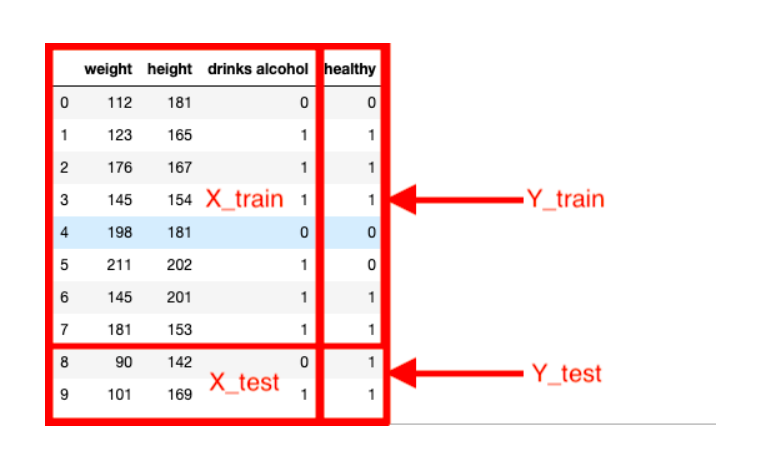 weight height drinks alcohol healthy
0 112 181 0 0
1 123 165 1 1
2 176 167 1 1
3 145 154 X_train 1 1 Y_train
4 198 181 0 0
5 211 202 1 0
6 145 201 1 1
7 181 153 1 1
8 90 142 0 1
X_test Y_test
9 101 169 1 1